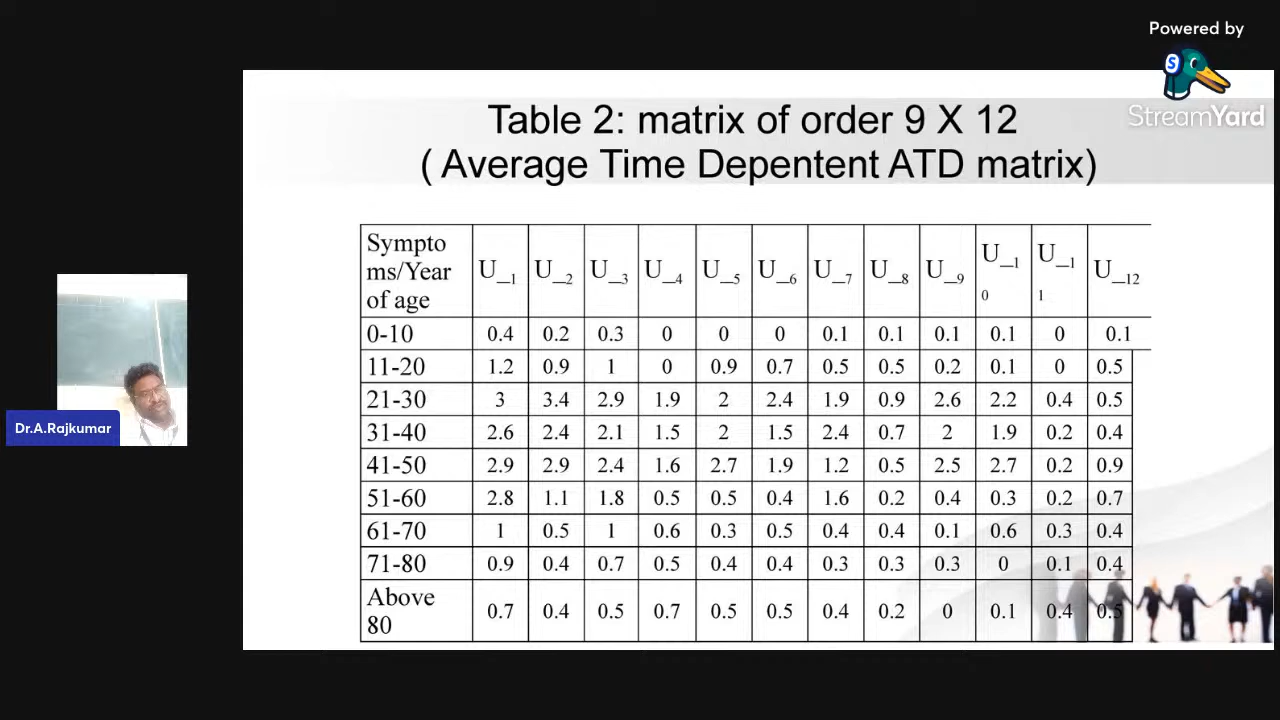 Powered by
StreamYard
Table 2: matrix of order 9 X 12
( Average Time Depentent ATD matrix)
Sympto
ms/Year
of age
U_1 U_2 U_3 U_4 U_5 U_6 U_7 U_8 U_9 U_1
0 U_1
1 U_12
0-10 0.4 0.2 0.3 0 0 0 0.1 0.1 0.1 0.1 0 0.1
11-20 1.2 0.9 1 0 0.9 0.7 0.5 0.5 0.2 0.1 0 0.5
21-30 3 3.4 2.9 1.9 2 2.4 1.9 0.9 2.6 2.2 0.4 0.5
31-40 2.6 2.4 2.1 1.5 2 1.5 2.4 0.7 2 1.9 0.2 0.4
41-50 2.9 2.9 2.4 1.6 2.7 1.9 1.2 0.5 2.5 2.7 0.2 0.9
51-60 2.8 1.1 1.8 0.5 0.5 0.4 1.6 0.2 0.4 0.3 0.2 0.7
61-70 1 0.5 1 0.6 0.3 0.5 0.4 0.4 0.1 0.6 0.3 0.4
71-80 0.9 0.4 0.7 0.5 0.4 0.4 0.3 0.3 0.3 0 0.1 0.4
Above
80 0.7 0.4 0.5 0.7 0.5 0.5 0.4 0.2 0 0.1 0.4 0.5
Dr.A.Rajkumar